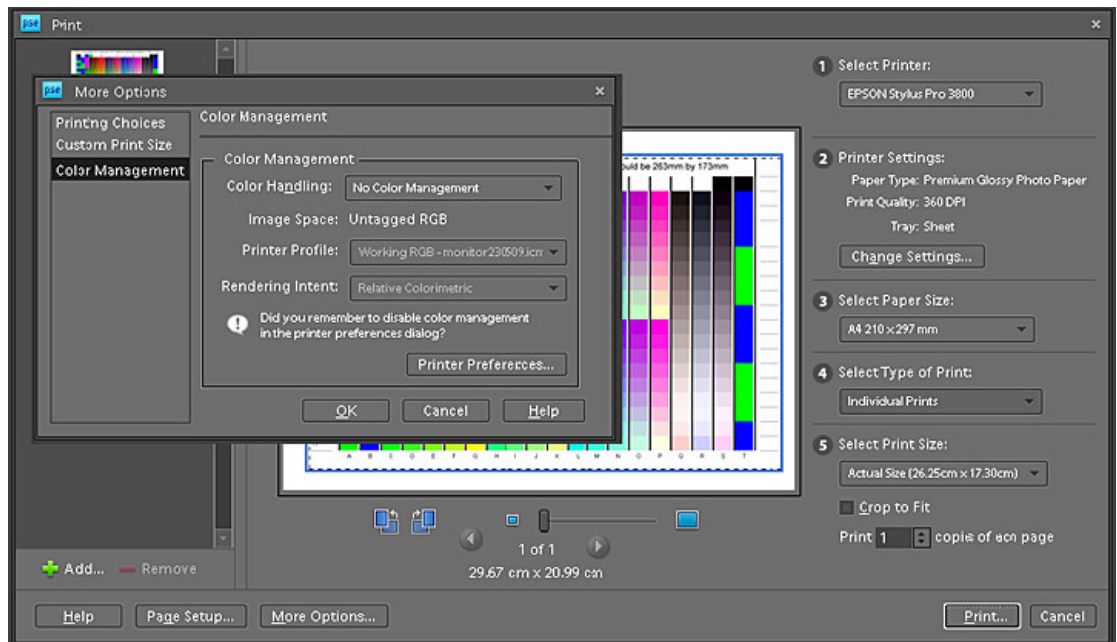 pse Print
pse More Options
Printing Choices
Custom Print Size
Color Management
Color Management
Color Management
Color Handling: No Color Management
Image Space: Untagged RGB
Printer Profile: Working RGB - monitor230509.icm
Rendering Intent: Relative Colorimetric
Did you remember to disable color management
in the printer preferences dialog?
Printer Preferences...
OK Cancel Help
ould be 263mm by 173mm
A B C D E F G H I J K L M N O P Q R S T
1 of 1
29.67 cm x 20.99 cm
Add... Remove
1 Select Printer:
EPSON Stylus Pro 3800
2 Printer Settings:
Paper Type: Premium Glossy Photo Paper
Print Quality: 360 DPI
Tray: Sheet
Change Settings...
3 Select Paper Size:
A4 210 x 297 mm
4 Select Type of Print:
Individual Prints
5 Select Print Size:
Actual Size (26.25cm x 17.30cm)
Crop to Fit
Print 1 copies of each page
Help Page Setup... More Options... Print... Cancel